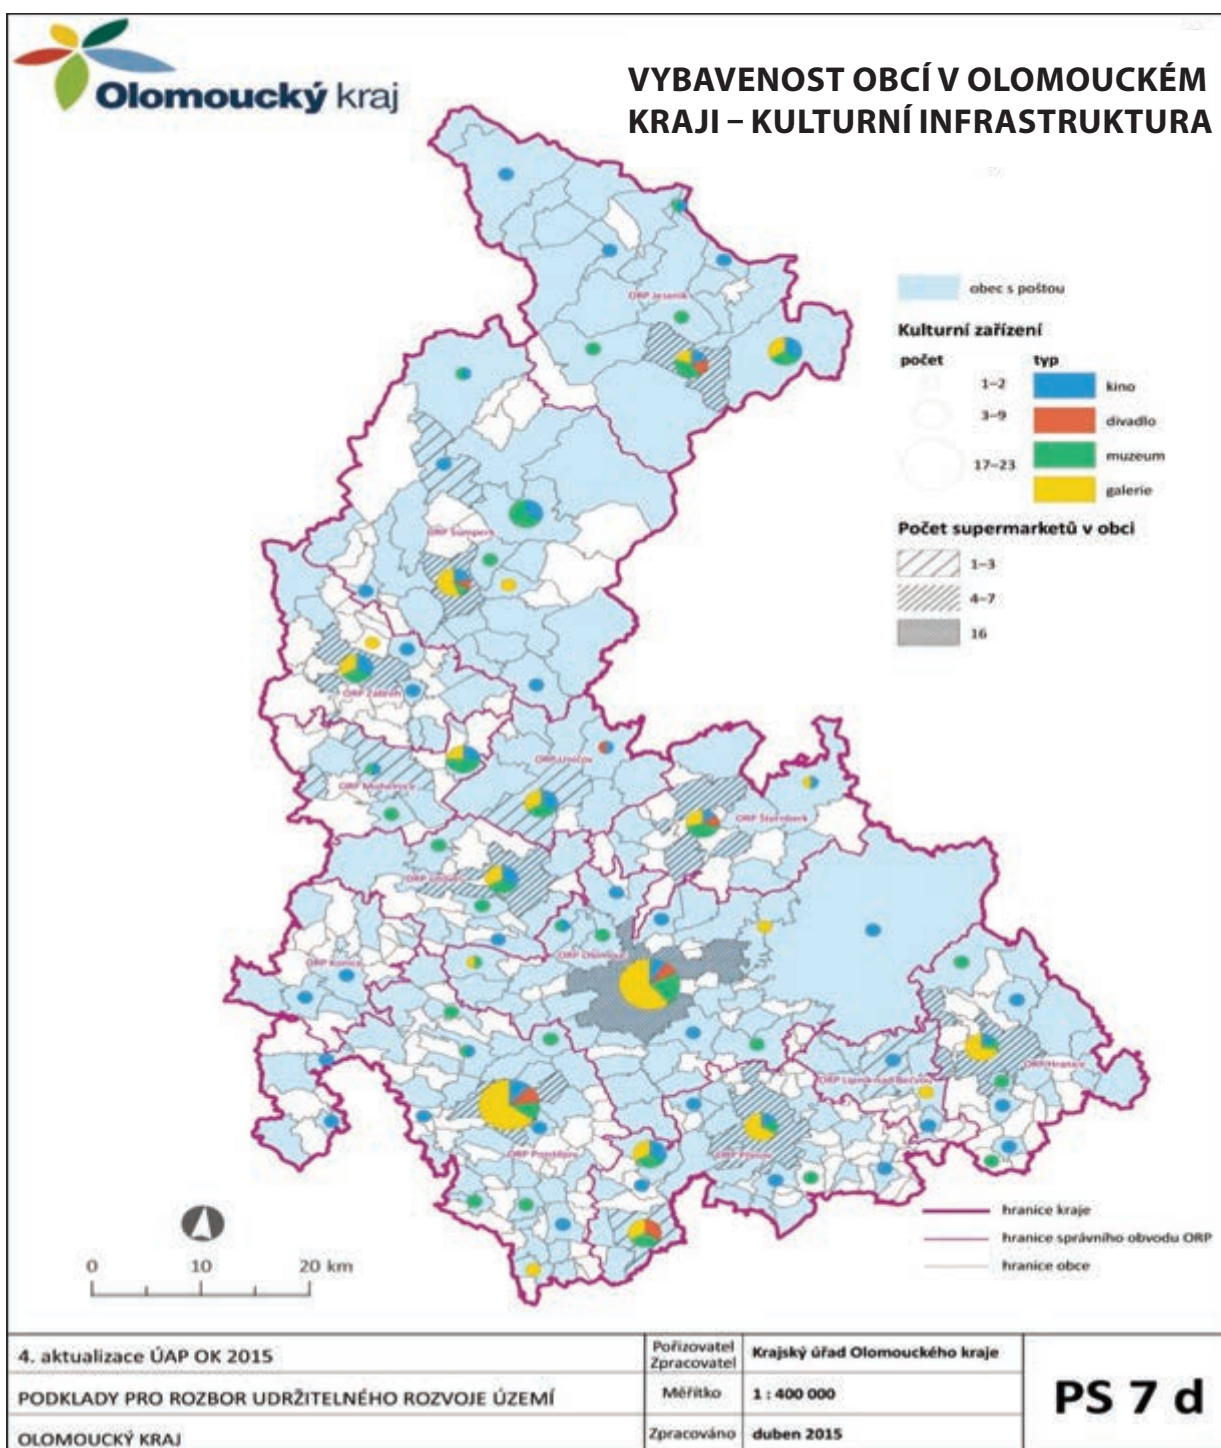 Olomoucký kraj
VYBAVENOST OBCÍ V OLOMOUCKÉM
KRAJI – KULTURNÍ INFRASTRUKTURA
ORP Jeseník
obec s poštou
Kulturní zařízení
počet
typ
1–2
kino
3–9
divadlo
17–23
muzeum
galerie
Počet supermarketů v obci
1–3
4–7
16
ORP Šumperk
ORP Zábřeh
ORP Uničov
ORP Mohelnice
ORP Šternberk
ORP Litovel
ORP Olomouc
ORP Konice
ORP Hranice
ORP Lipník nad Bečvou
ORP Přerov
ORP Prostějov
0 10 20 km
hranice kraje
hranice správního obvodu ORP
hranice obce
4. aktualizace ÚAP OK 2015
Pořizovatel
Zpracovatel
Krajský úřad Olomouckého kraje
PODKLADY PRO ROZBOR UDRŽITELNÉHO ROZVOJE ÚZEMÍ
Měřítko
1 : 400 000
PS 7 d
OLOMOUCKÝ KRAJ
Zpracováno
duben 2015